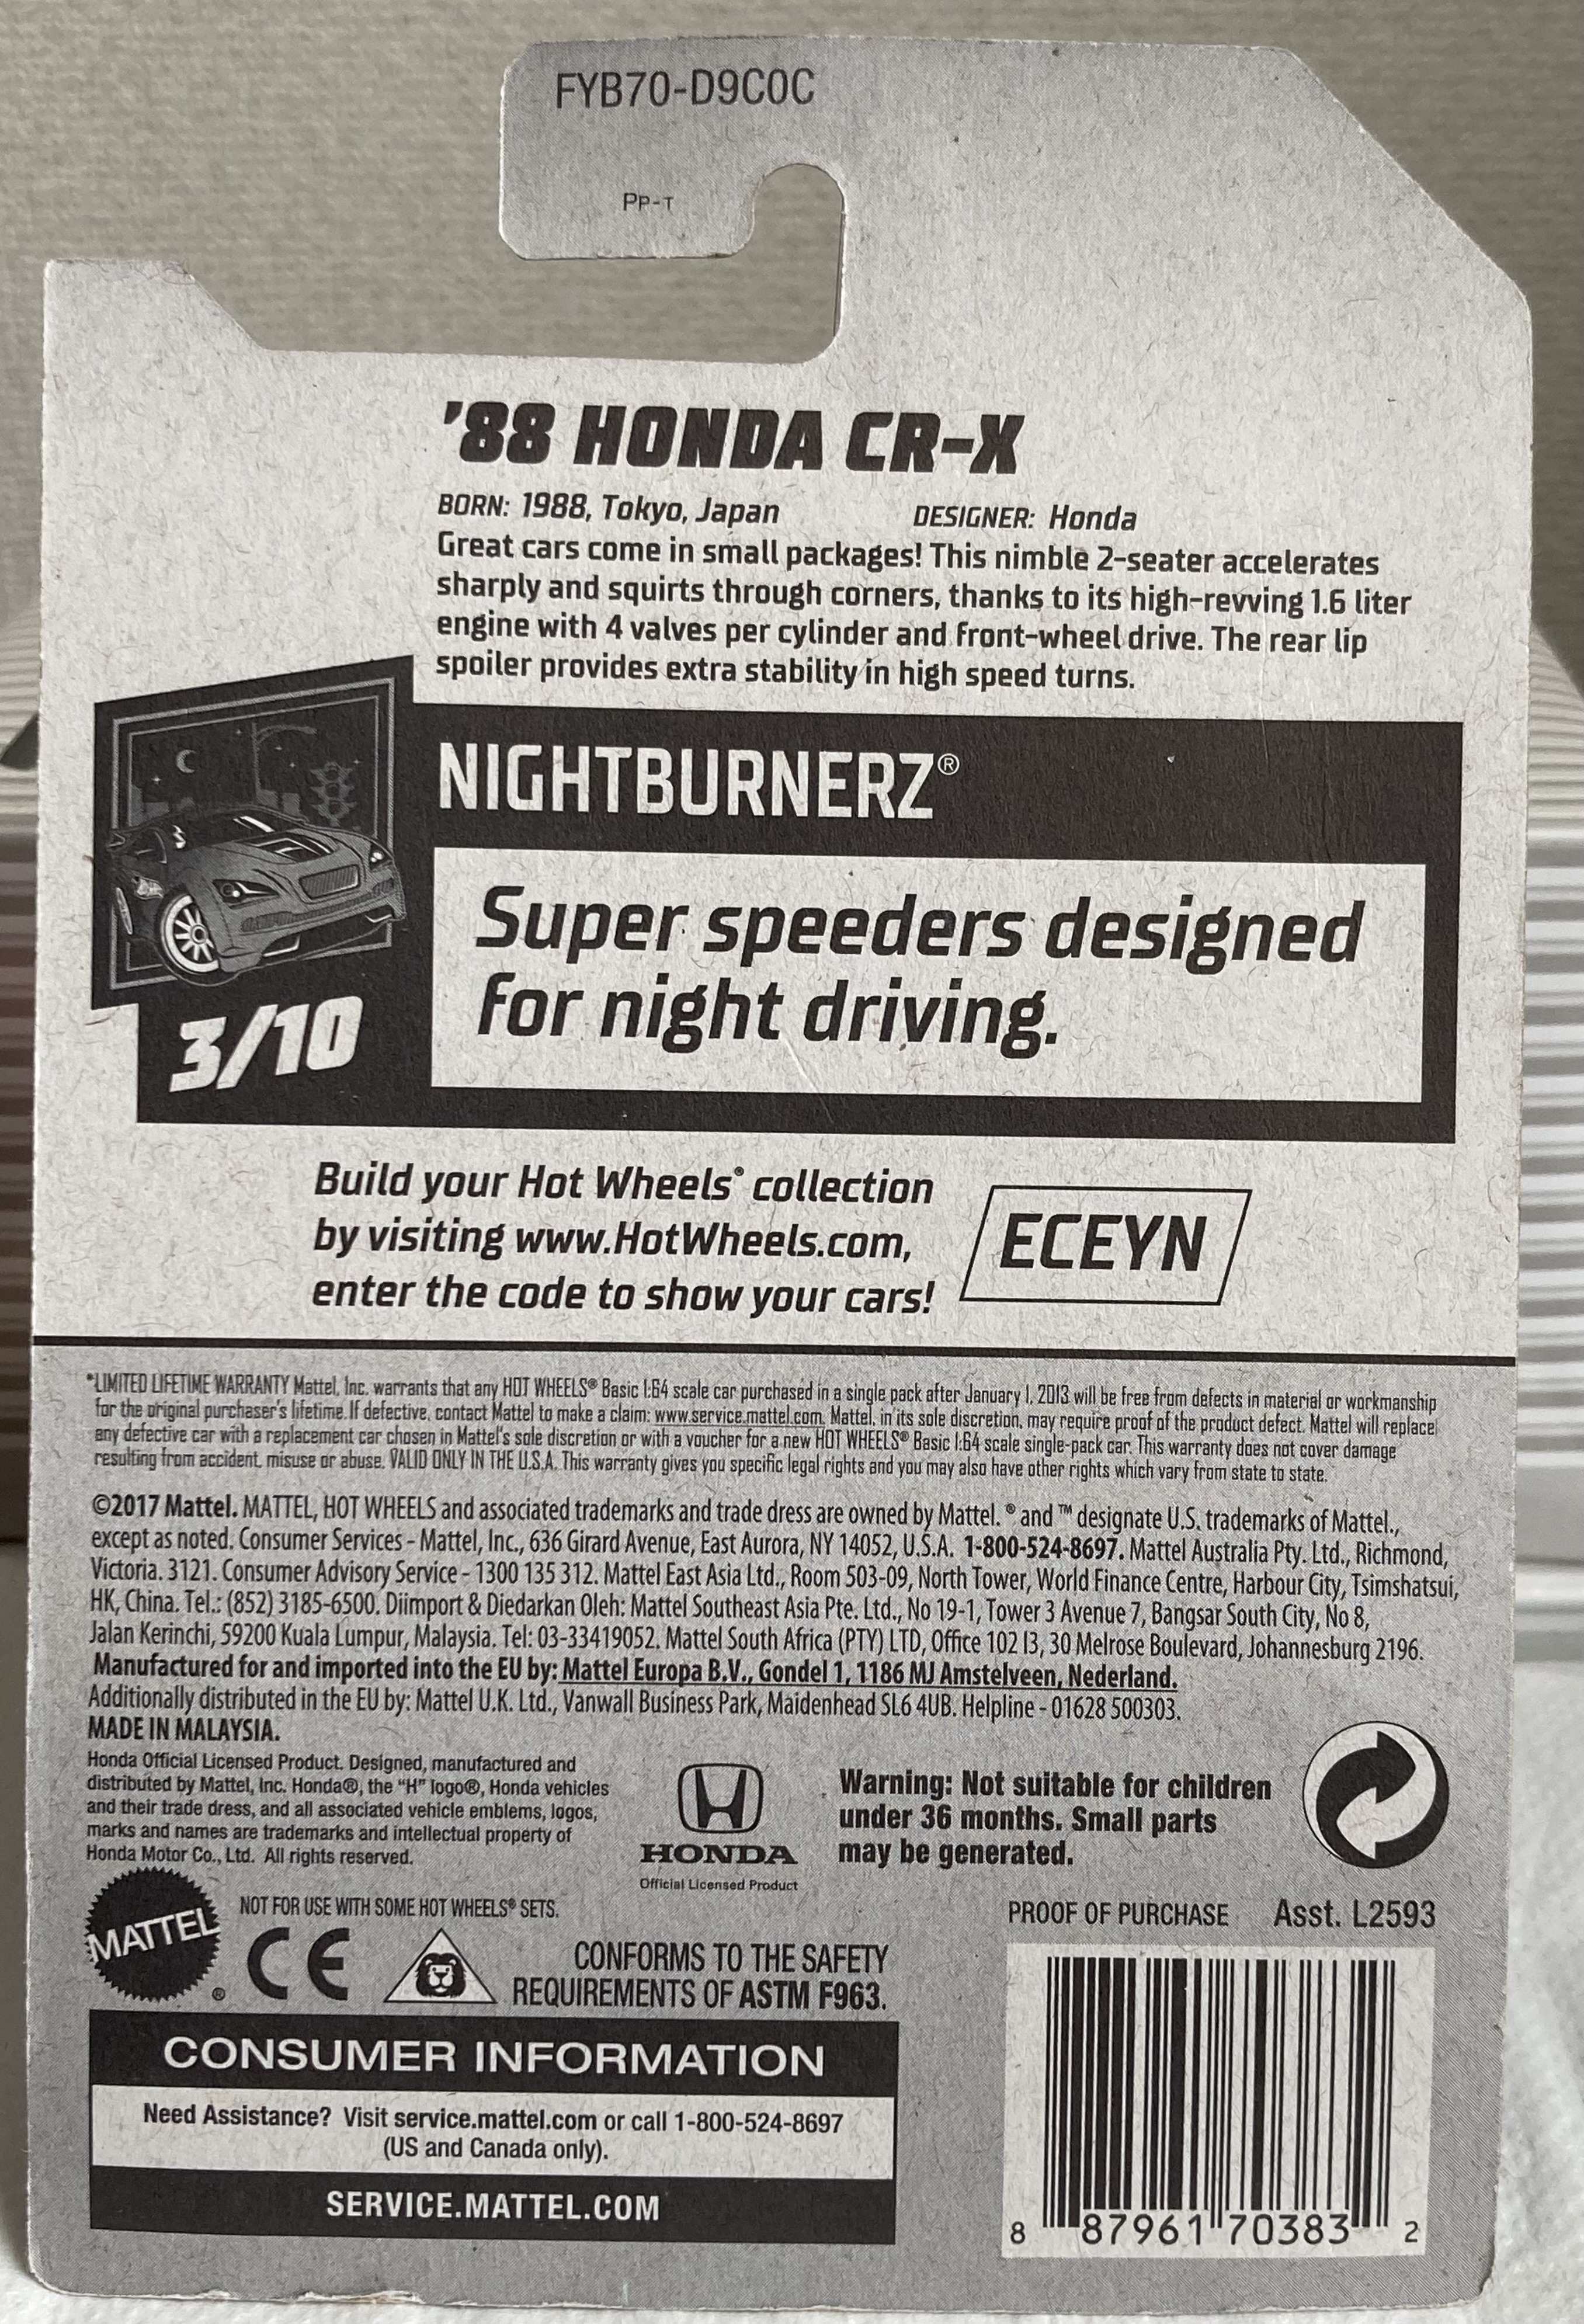 FYB70-D9C0C
PP-T
'88 HONDA CR-X
BORN: 1988, Tokyo, Japan DESIGNER: Honda
Great cars come in small packages! This nimble 2-seater accelerates
sharply and squirts through corners, thanks to its high-revving 1.6 liter
engine with 4 valves per cylinder and front-wheel drive. The rear lip
spoiler provides extra stability in high speed turns.
NIGHTBURNERZ®
Super speeders designed
for night driving.
3/10
Build your Hot Wheels® collection
by visiting www.HotWheels.com,
enter the code to show your cars!
ECEYN
*LIMITED LIFETIME WARRANTY Mattel, Inc. warrants that any HOT WHEELS® Basic 1:64 scale car purchased in a single pack after January 1, 2013 will be free from defects in material or workmanship
for the original purchaser's lifetime. If defective, contact Mattel to make a claim: www.service.mattel.com. Mattel, in its sole discretion, may require proof of the product defect. Mattel will replace
any defective car with a replacement car chosen in Mattel's sole discretion or with a voucher for a new HOT WHEELS® Basic 1:64 scale single-pack car. This warranty does not cover damage
resulting from accident, misuse or abuse. VALID ONLY IN THE U.S.A. This warranty gives you specific legal rights and you may also have other rights which vary from state to state.
©2017 Mattel. MATTEL, HOT WHEELS and associated trademarks and trade dress are owned by Mattel. ® and ™ designate U.S. trademarks of Mattel.,
except as noted. Consumer Services - Mattel, Inc., 636 Girard Avenue, East Aurora, NY 14052, U.S.A. 1-800-524-8697. Mattel Australia Pty. Ltd., Richmond,
Victoria. 3121. Consumer Advisory Service - 1300 135 312. Mattel East Asia Ltd., Room 503-09, North Tower, World Finance Centre, Harbour City, Tsimshatsui,
HK, China. Tel.: (852) 3185-6500. Diimport & Diedarkan Oleh: Mattel Southeast Asia Pte. Ltd., No 19-1, Tower 3 Avenue 7, Bangsar South City, No 8,
Jalan Kerinchi, 59200 Kuala Lumpur, Malaysia. Tel: 03-33419052. Mattel South Africa (PTY) LTD, Office 102 I3, 30 Melrose Boulevard, Johannesburg 2196.
Manufactured for and imported into the EU by: Mattel Europa B.V., Gondel 1, 1186 MJ Amstelveen, Nederland.
Additionally distributed in the EU by: Mattel U.K. Ltd., Vanwall Business Park, Maidenhead SL6 4UB. Helpline - 01628 500303.
MADE IN MALAYSIA.
Honda Official Licensed Product. Designed, manufactured and
distributed by Mattel, Inc. Honda®, the "H" logo®, Honda vehicles
and their trade dress, and all associated vehicle emblems, logos,
marks and names are trademarks and intellectual property of
Honda Motor Co., Ltd. All rights reserved.
HONDA
Official Licensed Product
Warning: Not suitable for children
under 36 months. Small parts
may be generated.
MATTEL®
NOT FOR USE WITH SOME HOT WHEELS® SETS.
CE
CONFORMS TO THE SAFETY
REQUIREMENTS OF ASTM F963.
PROOF OF PURCHASE Asst. L2593
CONSUMER INFORMATION
Need Assistance? Visit service.mattel.com or call 1-800-524-8697
(US and Canada only).
SERVICE.MATTEL.COM
8 87961 70383 2